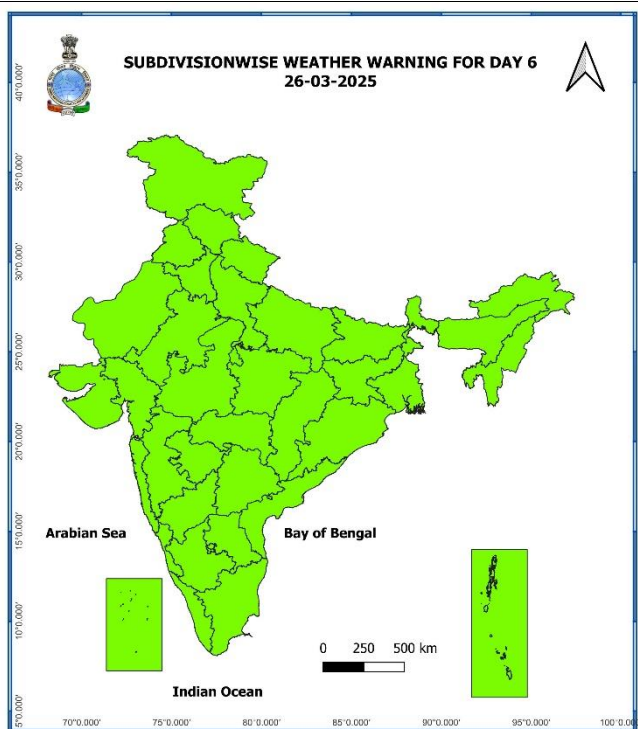 SUBDIVISIONWISE WEATHER WARNING FOR DAY 6
26-03-2025
40°0.000'
35°0.000'
30°0.000'
25°0.000'
20°0.000'
15°0.000'
10°0.000'
5°0.000'
Arabian Sea
Bay of Bengal
0 250 500 km
Indian Ocean
70°0.000' 75°0.000' 80°0.000' 85°0.000' 90°0.000' 95°0.000' 100°0.0